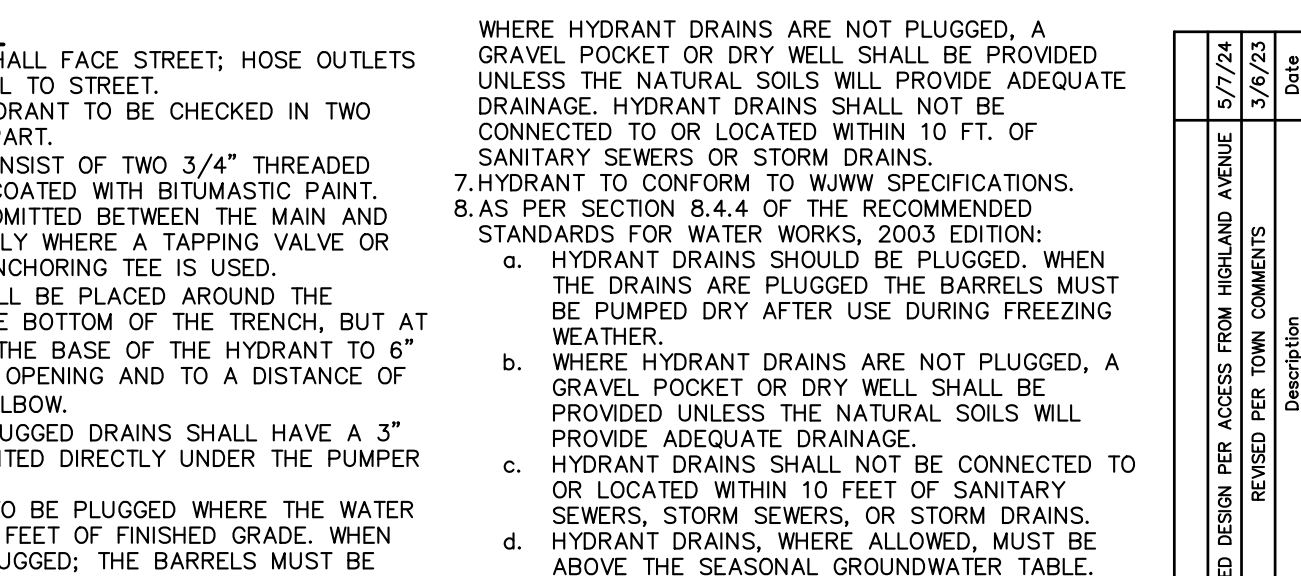 HALL FACE STREET; HOSE OUTLETS
L TO STREET.
DRANT TO BE CHECKED IN TWO
PART.
NSIST OF TWO 3/4" THREADED
COATED WITH BITUMASTIC PAINT.
OMITTED BETWEEN THE MAIN AND
LY WHERE A TAPPING VALVE OR
NCHORING TEE IS USED.
LL BE PLACED AROUND THE
E BOTTOM OF THE TRENCH, BUT AT
THE BASE OF THE HYDRANT TO 6"
OPENING AND TO A DISTANCE OF
LBOW.
UGGED DRAINS SHALL HAVE A 3"
NTED DIRECTLY UNDER THE PUMPER
TO BE PLUGGED WHERE THE WATER
FEET OF FINISHED GRADE. WHEN
UGGED; THE BARRELS MUST BE
WHERE HYDRANT DRAINS ARE NOT PLUGGED, A
GRAVEL POCKET OR DRY WELL SHALL BE PROVIDED
UNLESS THE NATURAL SOILS WILL PROVIDE ADEQUATE
DRAINAGE. HYDRANT DRAINS SHALL NOT BE
CONNECTED TO OR LOCATED WITHIN 10 FT. OF
SANITARY SEWERS OR STORM DRAINS.
7. HYDRANT TO CONFORM TO WJWW SPECIFICATIONS.
8. AS PER SECTION 8.4.4 OF THE RECOMMENDED
STANDARDS FOR WATER WORKS, 2003 EDITION:
a. HYDRANT DRAINS SHOULD BE PLUGGED. WHEN
THE DRAINS ARE PLUGGED THE BARRELS MUST
BE PUMPED DRY AFTER USE DURING FREEZING
WEATHER.
b. WHERE HYDRANT DRAINS ARE NOT PLUGGED, A
GRAVEL POCKET OR DRY WELL SHALL BE
PROVIDED UNLESS THE NATURAL SOILS WILL
PROVIDE ADEQUATE DRAINAGE.
c. HYDRANT DRAINS SHALL NOT BE CONNECTED TO
OR LOCATED WITHIN 10 FEET OF SANITARY
SEWERS, STORM SEWERS, OR STORM DRAINS.
d. HYDRANT DRAINS, WHERE ALLOWED, MUST BE
ABOVE THE SEASONAL GROUNDWATER TABLE.
ED DESIGN PER ACCESS FROM HIGHLAND AVENUE 5/7/24
REVISED PER TOWN COMMENTS 3/6/23
Description Date